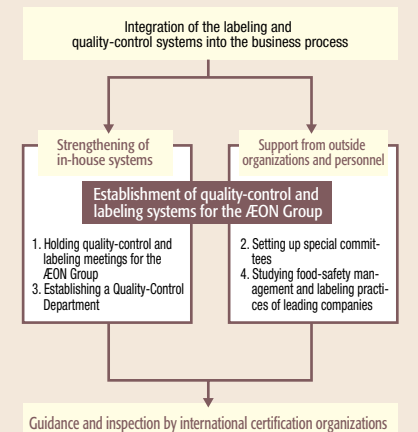 Integration of the labeling and
quality-control systems into the business process
Strengthening of
in-house systems
Support from outside
organizations and personnel
Establishment of quality-control and
labeling systems for the ÆON Group
1. Holding quality-control and
labeling meetings for the
ÆON Group
3. Establishing a Quality-Control
Department
2. Setting up special commit-
tees
4. Studying food-safety man-
agement and labeling practi-
ces of leading companies
Guidance and inspection by international certification organizations